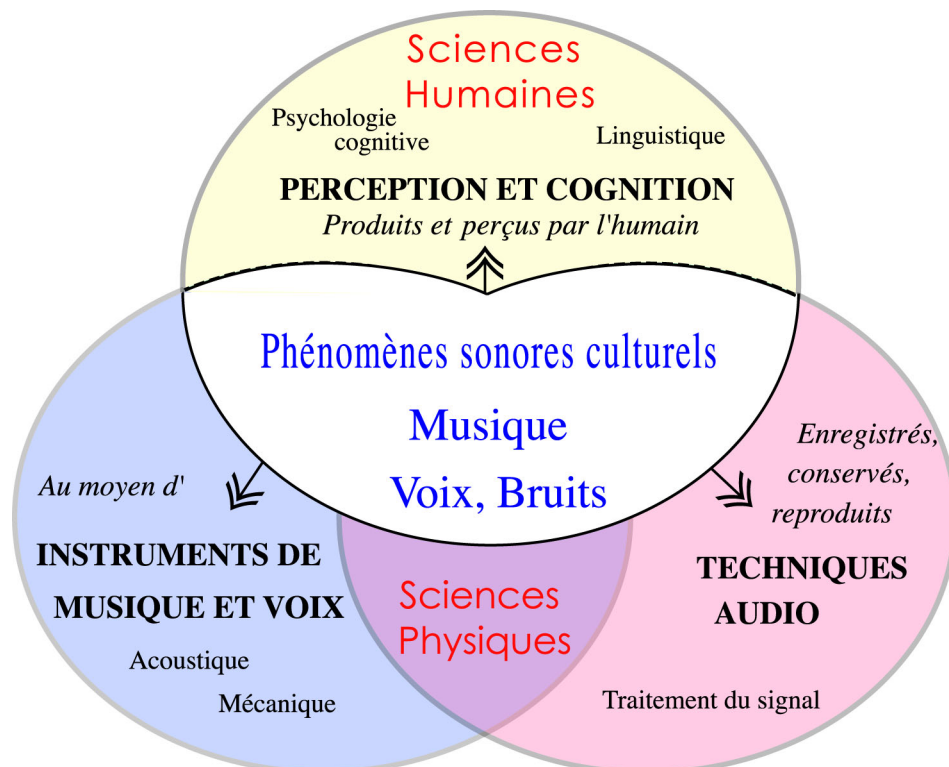 Sciences
Humaines
Psychologie
cognitive
Linguistique
PERCEPTION ET COGNITION
Produits et perçus par l'humain
Phénomènes sonores culturels
Musique
Voix, Bruits
Au moyen d'
INSTRUMENTS DE
MUSIQUE ET VOIX
Acoustique
Mécanique
Sciences
Physiques
Enregistrés,
conservés,
reproduits
TECHNIQUES
AUDIO
Traitement du signal